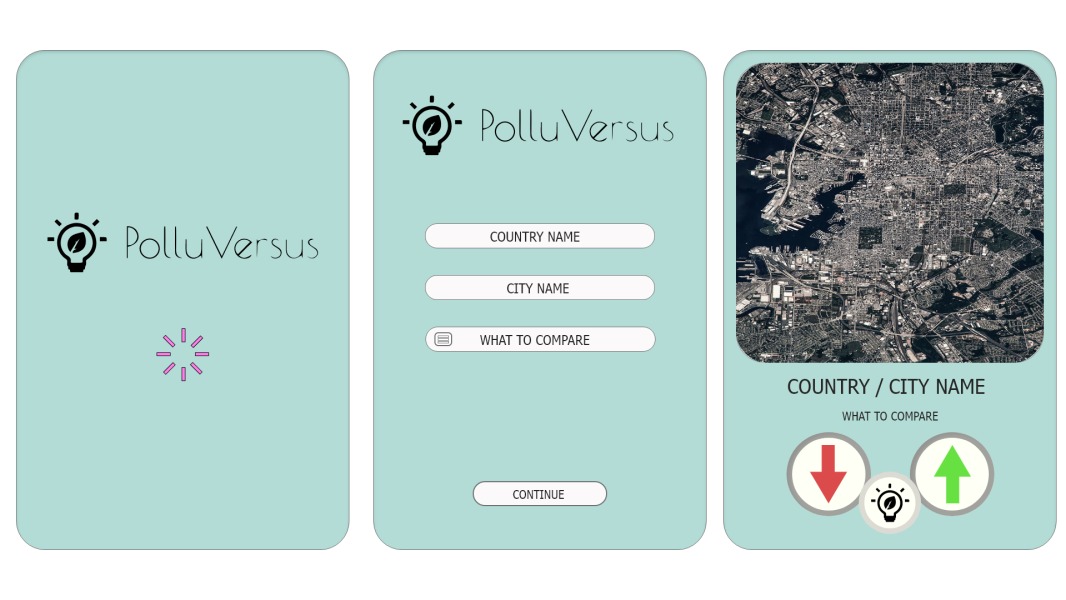 PolluVersus
PolluVersus
COUNTRY NAME
CITY NAME
WHAT TO COMPARE
CONTINUE
COUNTRY / CITY NAME
WHAT TO COMPARE